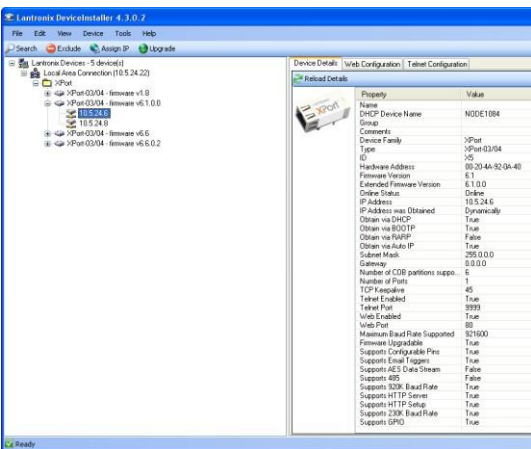 Lantronix DeviceInstaller 4.3.0.2
File Edit View Device Tools Help
Search Exclude Assign IP Upgrade
Lantronix Devices - 5 device(s)
Local Area Connection (10.5.24.22)
XPort
XPort-03/04 - firmware v1.8
XPort-03/04 - firmware v6.1.0.0
10.5.24.6
10.5.24.8
XPort-03/04 - firmware v6.6
XPort-03/04 - firmware v6.6.0.2
Device Details Web Configuration Telnet Configuration
Reload Details
XPort
Property Value
Name
DHCP Device Name NODE1084
Group
Comments
Device Family XPort
Type XPort-03/04
ID X5
Hardware Address 00-20-4A-92-0A-40
Firmware Version 6.1
Extended Firmware Version 6.1.0.0
Online Status Online
IP Address 10.5.24.6
IP Address was Obtained Dynamically
Obtain via DHCP True
Obtain via BOOTP True
Obtain via RARP False
Obtain via Auto IP True
Subnet Mask 255.0.0.0
Gateway 0.0.0.0
Number of COB partitions suppo... 6
Number of Ports 1
TCP Keepalive 45
Telnet Enabled True
Telnet Port 9999
Web Enabled True
Web Port 80
Maximum Baud Rate Supported 921600
Firmware Upgradable True
Supports Configurable Pins True
Supports Email Triggers True
Supports AES Data Stream False
Supports 485 False
Supports 920K Baud Rate True
Supports HTTP Server True
Supports HTTP Setup True
Supports 230K Baud Rate True
Supports GPIO True
Ready